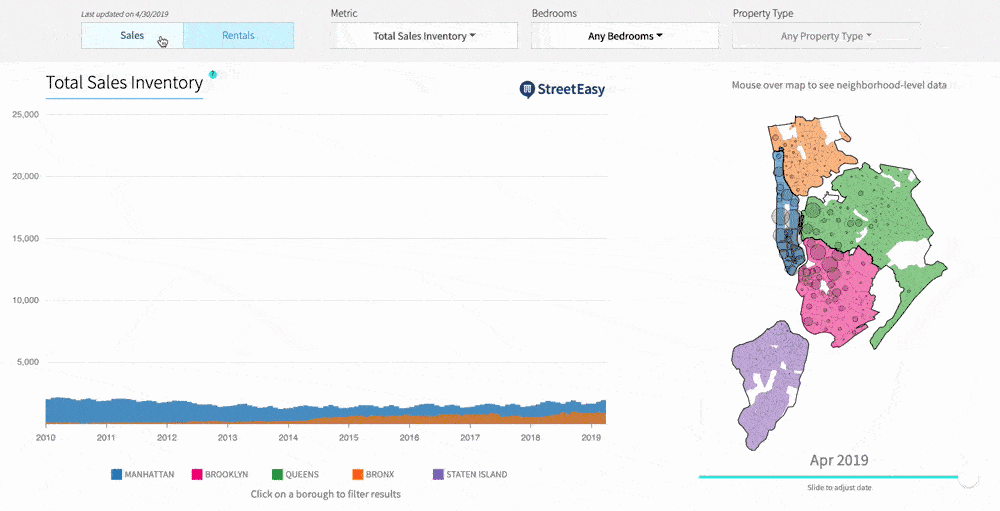 Last updated on 4/30/2019
Sales
Rentals
Metric
Total Sales Inventory
Bedrooms
Any Bedrooms
Property Type
Any Property Type
Total Sales Inventory
?
StreetEasy
Mouse over map to see neighborhood-level data
25,000
20,000
15,000
10,000
5,000
2010 2011 2012 2013 2014 2015 2016 2017 2018 2019
MANHATTAN BROOKLYN QUEENS BRONX STATEN ISLAND
Click on a borough to filter results
Apr 2019
Slide to adjust date